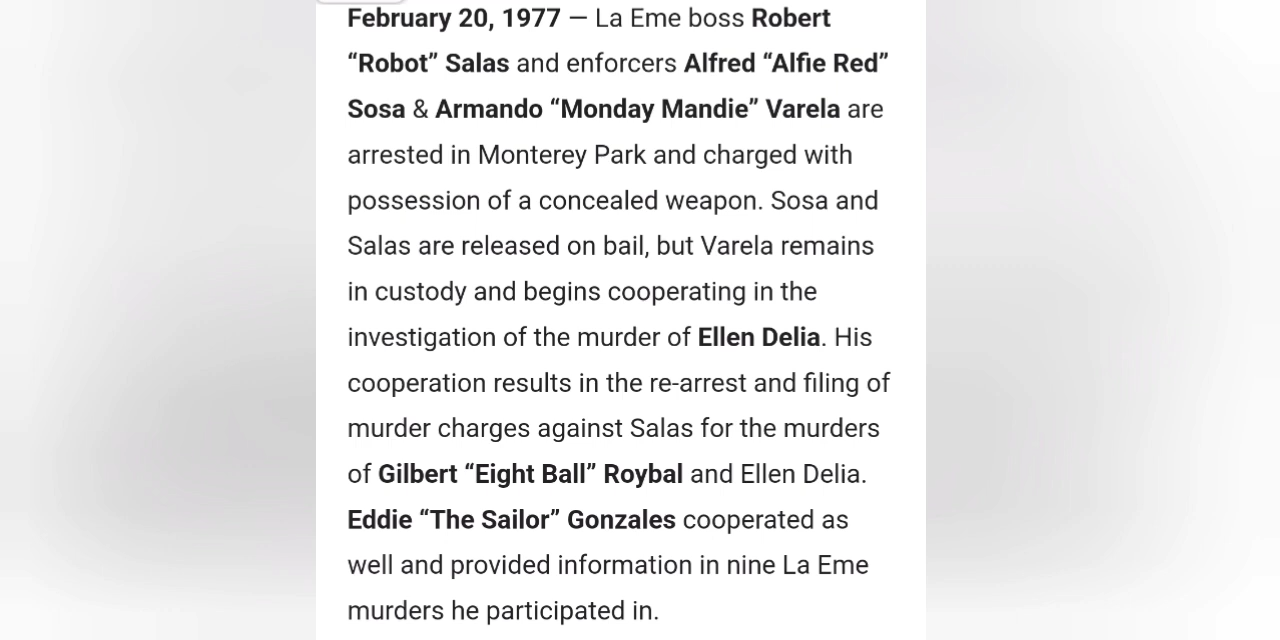 February 20, 1977 — La Eme boss Robert
“Robot” Salas and enforcers Alfred “Alfie Red”
Sosa & Armando “Monday Mandie” Varela are
arrested in Monterey Park and charged with
possession of a concealed weapon. Sosa and
Salas are released on bail, but Varela remains
in custody and begins cooperating in the
investigation of the murder of Ellen Delia. His
cooperation results in the re-arrest and filing of
murder charges against Salas for the murders
of Gilbert “Eight Ball” Roybal and Ellen Delia.
Eddie “The Sailor” Gonzales cooperated as
well and provided information in nine La Eme
murders he participated in.